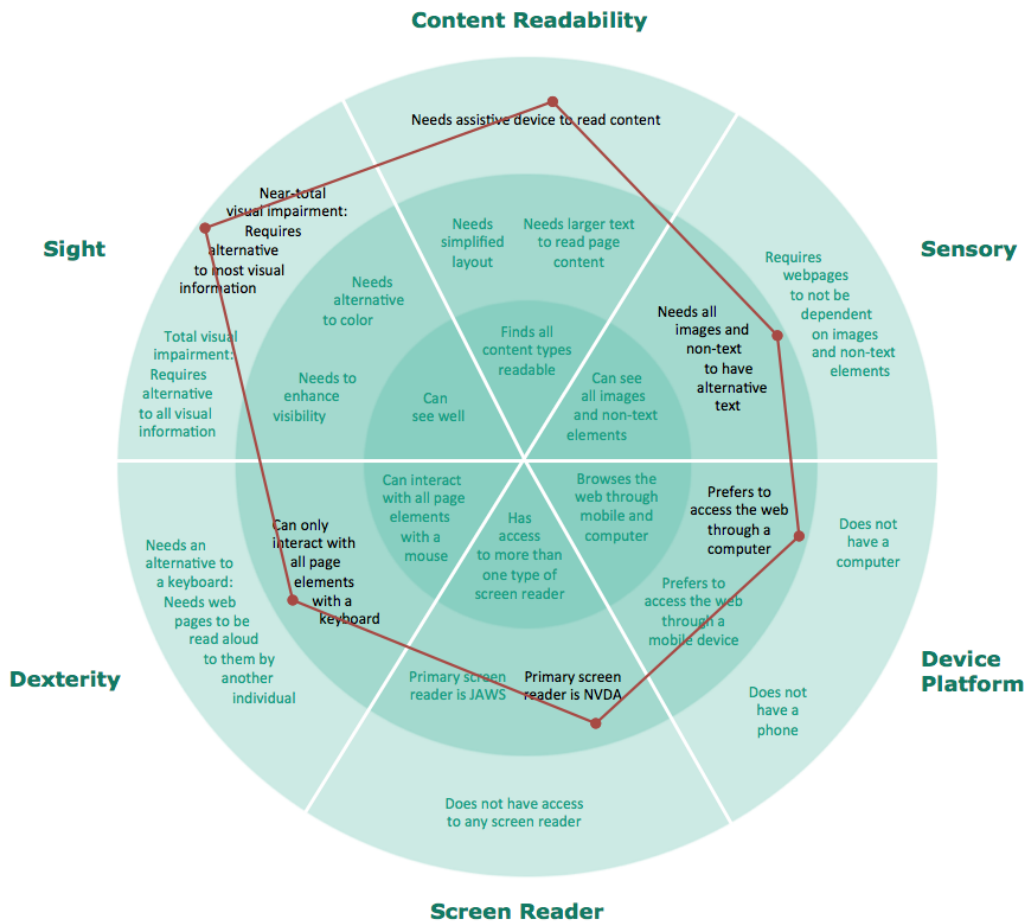 Content Readability
Needs assistive device to read content
Needs
simplified
layout
Needs larger text
to read page
content
Finds all
content types
readable
Sight
Near-total
visual impairment:
Requires
alternative
to most visual
information
Total visual
impairment:
Requires
alternative
to all visual
information
Needs
alternative
to color
Needs to
enhance
visibility
Can
see well
Sensory
Requires
webpages
to not be
dependent
on images
and non-text
elements
Needs all
images and
non-text
to have
alternative
text
Can see
all images
and non-text
elements
Dexterity
Needs an
alternative to
a keyboard:
Needs web
pages to be
read aloud
to them by
another
individual
Can only
interact with
all page
elements
with a
keyboard
Can interact
with all page
elements
with a
mouse
Has
access
to more than
one type of
screen reader
Primary screen
reader is JAWS
Primary screen
reader is NVDA
Does not have access
to any screen reader
Screen Reader
Browses the
web through
mobile and
computer
Prefers to
access the web
through a
computer
Prefers to
access the web
through a
mobile device
Does not
have a
computer
Does not
have a
phone
Device
Platform